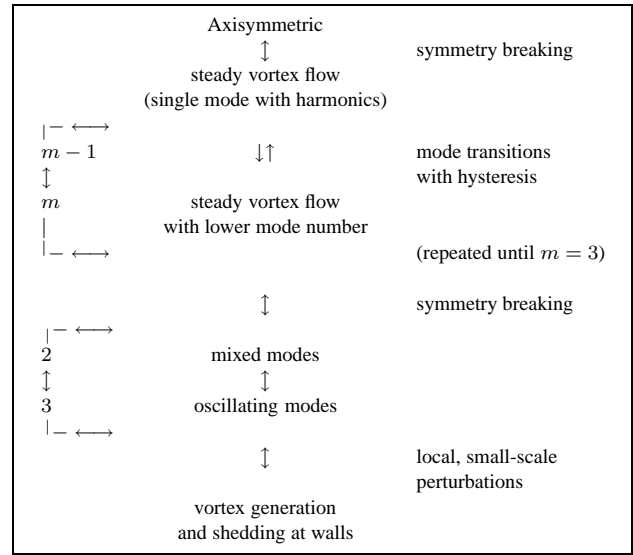 Axisymmetric
↕ symmetry breaking
steady vortex flow
(single mode with harmonics)
m − 1 ↓↑ mode transitions
↕ with hysteresis
m steady vortex flow
with lower mode number
(repeated until m = 3)
↕ symmetry breaking
2 mixed modes
↕ ↕
3 oscillating modes
↕ local, small-scale
perturbations
vortex generation
and shedding at walls